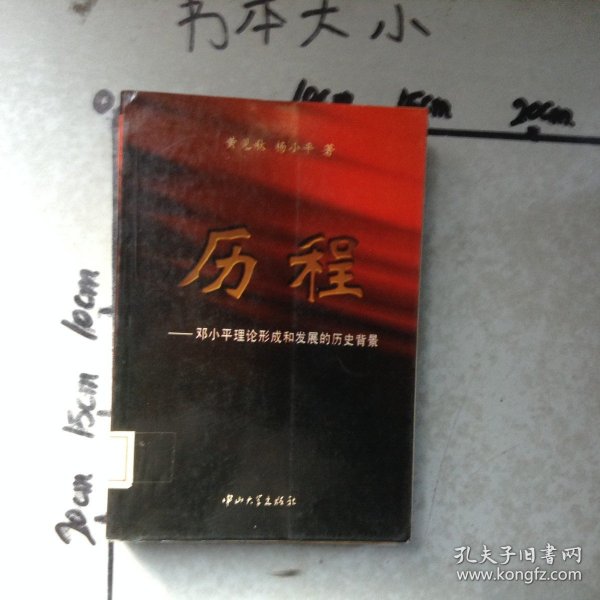 书本大小
0 10cm 15cm 20cm
黄见秋 杨小平 著
历程
——邓小平理论形成和发展的历史背景
中山大学出版社
10cm
15cm
20cm
孔夫子旧书网
www.kongfz.com